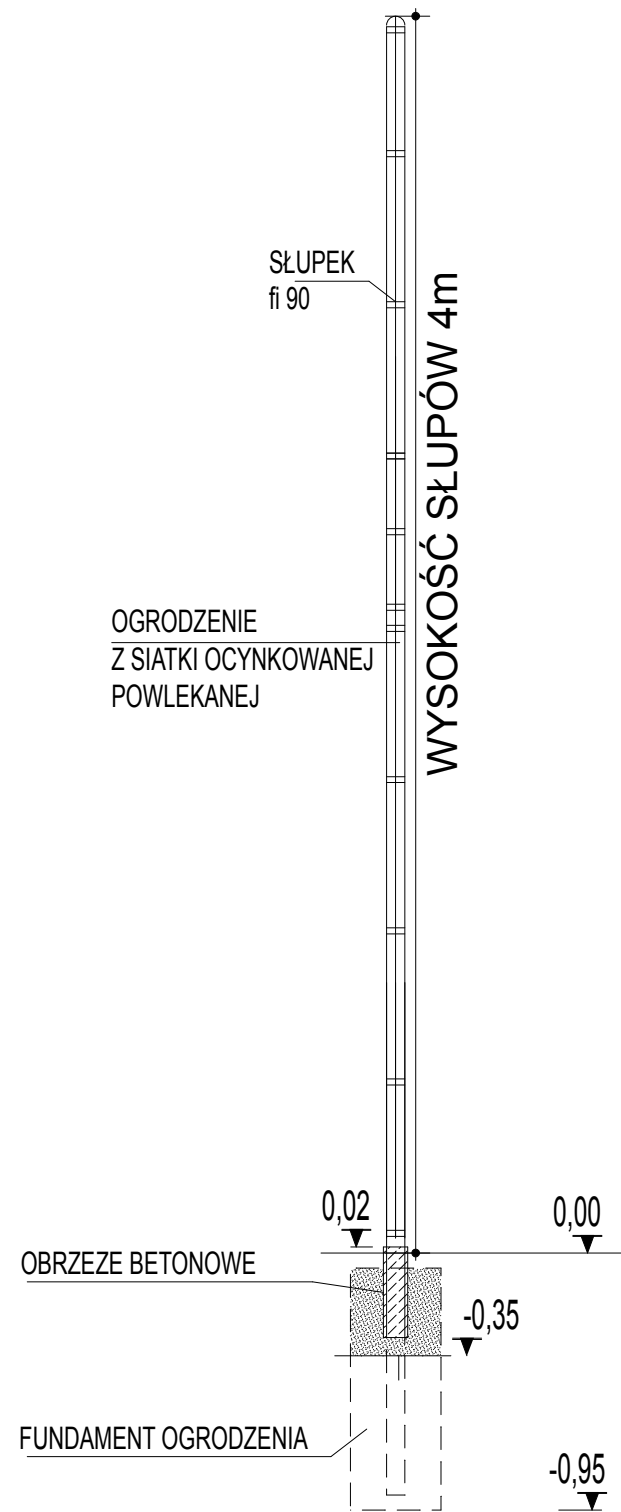 SŁUPEK
fi 90
WYSOKOŚĆ SŁUPÓW 4m
OGRODZENIE
Z SIATKI OCYNKOWANEJ
POWLEKANEJ
0,02
0,00
OBRZEZE BETONOWE
-0,35
FUNDAMENT OGRODZENIA
-0,95